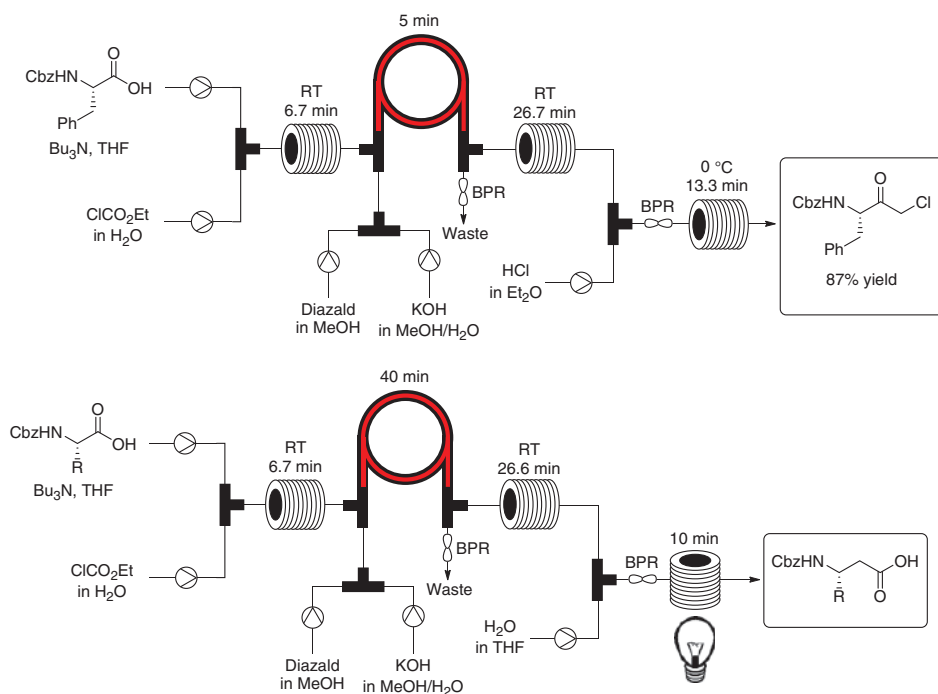 5 min
O
CbzHN
OH
Ph
Bu3N, THF
RT
6.7 min
RT
26.7 min
0 °C
13.3 min
ClCO2Et
in H2O
BPR
Waste
BPR
Diazald
in MeOH
KOH
in MeOH/H2O
HCl
in Et2O
O
CbzHN
Cl
Ph
87% yield
40 min
O
CbzHN
OH
R
Bu3N, THF
RT
6.7 min
RT
26.6 min
10 min
ClCO2Et
in H2O
BPR
Waste
BPR
Diazald
in MeOH
KOH
in MeOH/H2O
H2O
in THF
CbzHN
OH
R
O